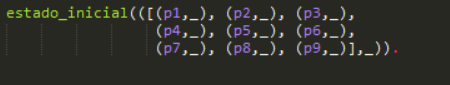 estado_inicial(([(p1,_), (p2,_), (p3,_),
(p4,_), (p5,_), (p6,_),
(p7,_), (p8,_), (p9,_)],_)).